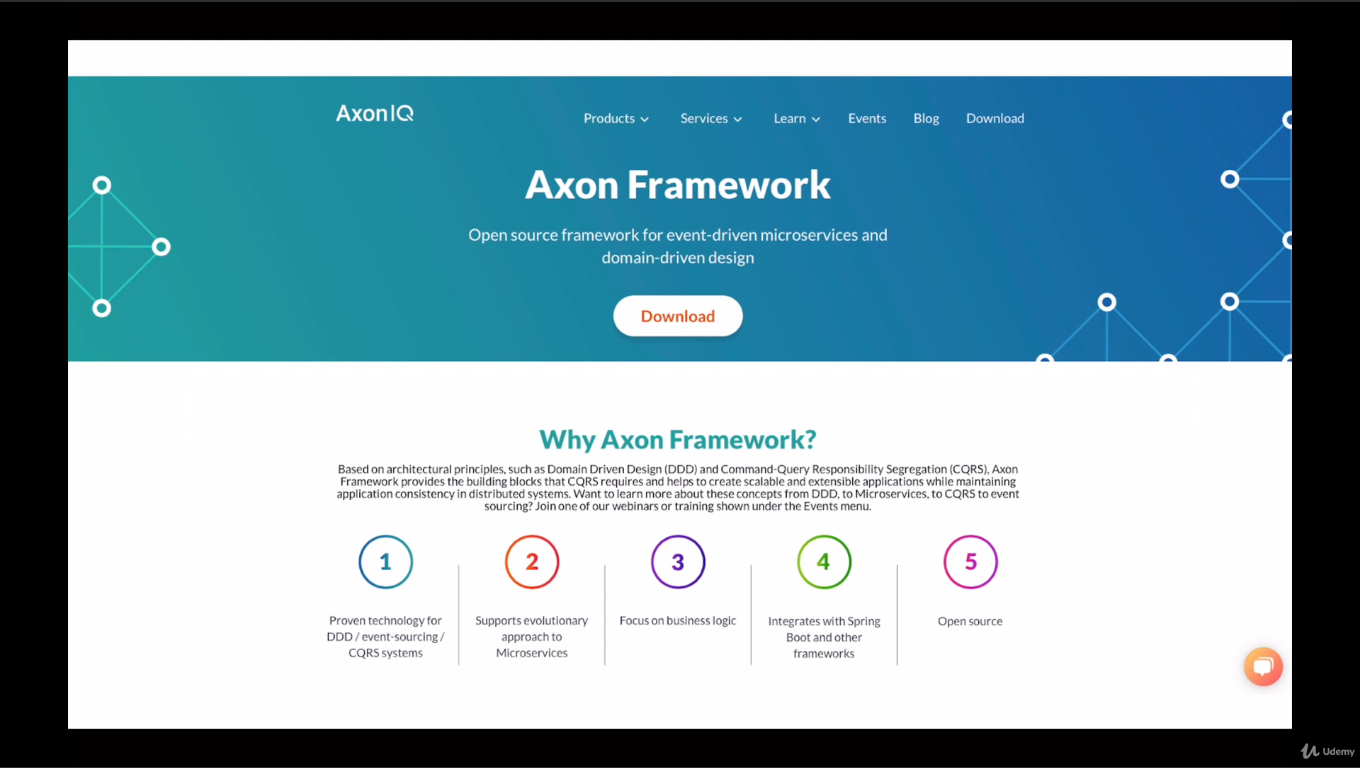 AxonIQ
Products Services Learn Events Blog Download
Axon Framework
Open source framework for event-driven microservices and
domain-driven design
Download
Why Axon Framework?
Based on architectural principles, such as Domain Driven Design (DDD) and Command-Query Responsibility Segregation (CQRS), Axon
Framework provides the building blocks that CQRS requires and helps to create scalable and extensible applications while maintaining
application consistency in distributed systems. Want to learn more about these concepts from DDD, to Microservices, to CQRS to event
sourcing? Join one of our webinars or training shown under the Events menu.
1
Proven technology for
DDD / event-sourcing /
CQRS systems
2
Supports evolutionary
approach to
Microservices
3
Focus on business logic
4
Integrates with Spring
Boot and other
frameworks
5
Open source
Udemy